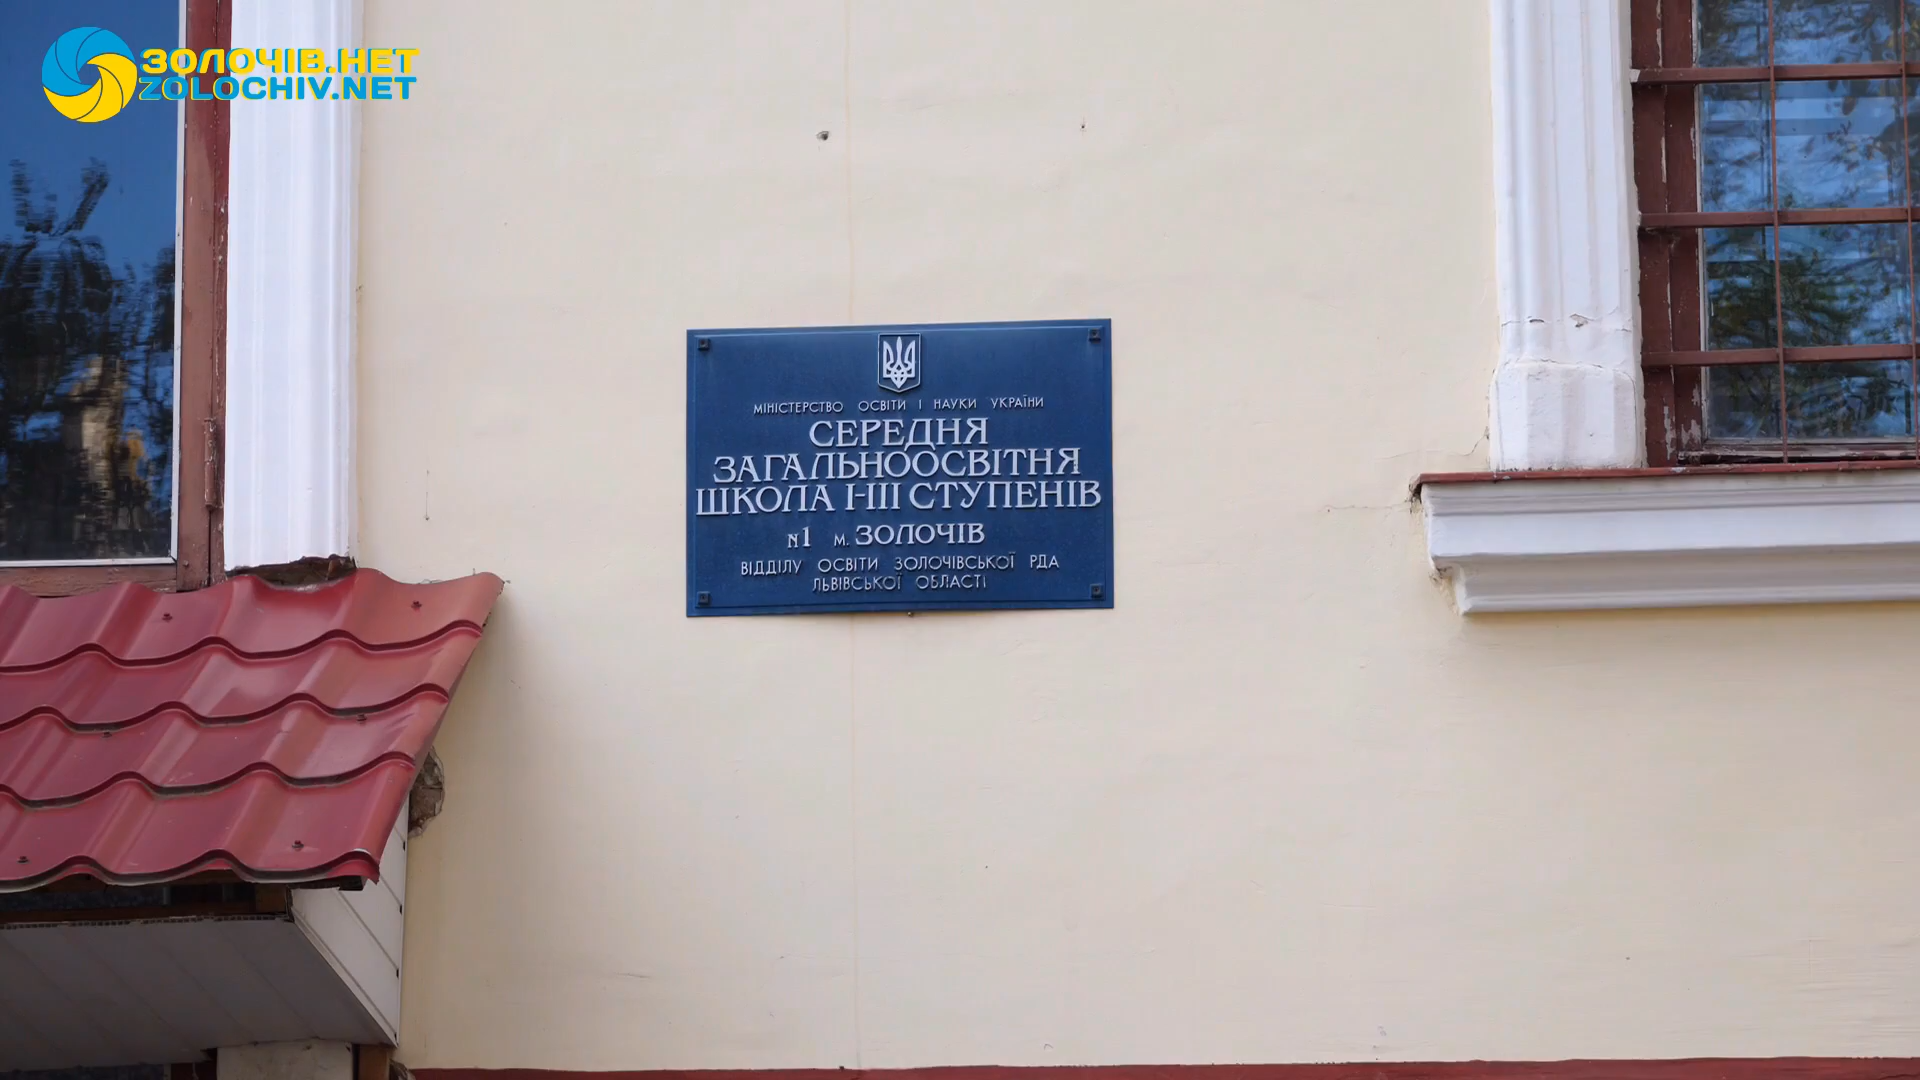 ЗОЛОЧІВ.НЕТ
ZOLOCHIV.NET
МІНІСТЕРСТВО ОСВІТИ І НАУКИ УКРАЇНИ
СЕРЕДНЯ
ЗАГАЛЬНООСВІТНЯ
ШКОЛА І-ІІІ СТУПЕНІВ
N1 м. ЗОЛОЧІВ
ВІДДІЛУ ОСВІТИ ЗОЛОЧІВСЬКОЇ РДА
ЛЬВІВСЬКОЇ ОБЛАСТІ